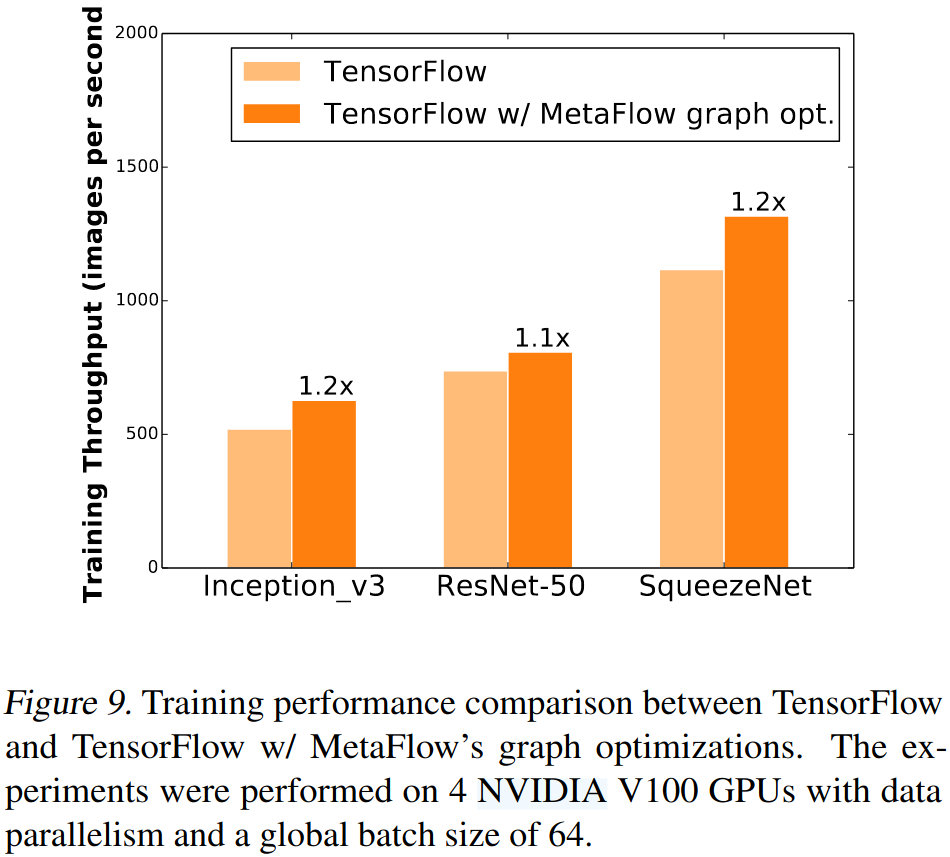 Training Throughput (images per second
2000
1500
1000
500
0
TensorFlow
TensorFlow w/ MetaFlow graph opt.
1.2x
1.1x
1.2x
Inception_v3
ResNet-50
SqueezeNet
Figure 9. Training performance comparison between TensorFlow
and TensorFlow w/ MetaFlow's graph optimizations. The ex-
periments were performed on 4 NVIDIA V100 GPUs with data
parallelism and a global batch size of 64.